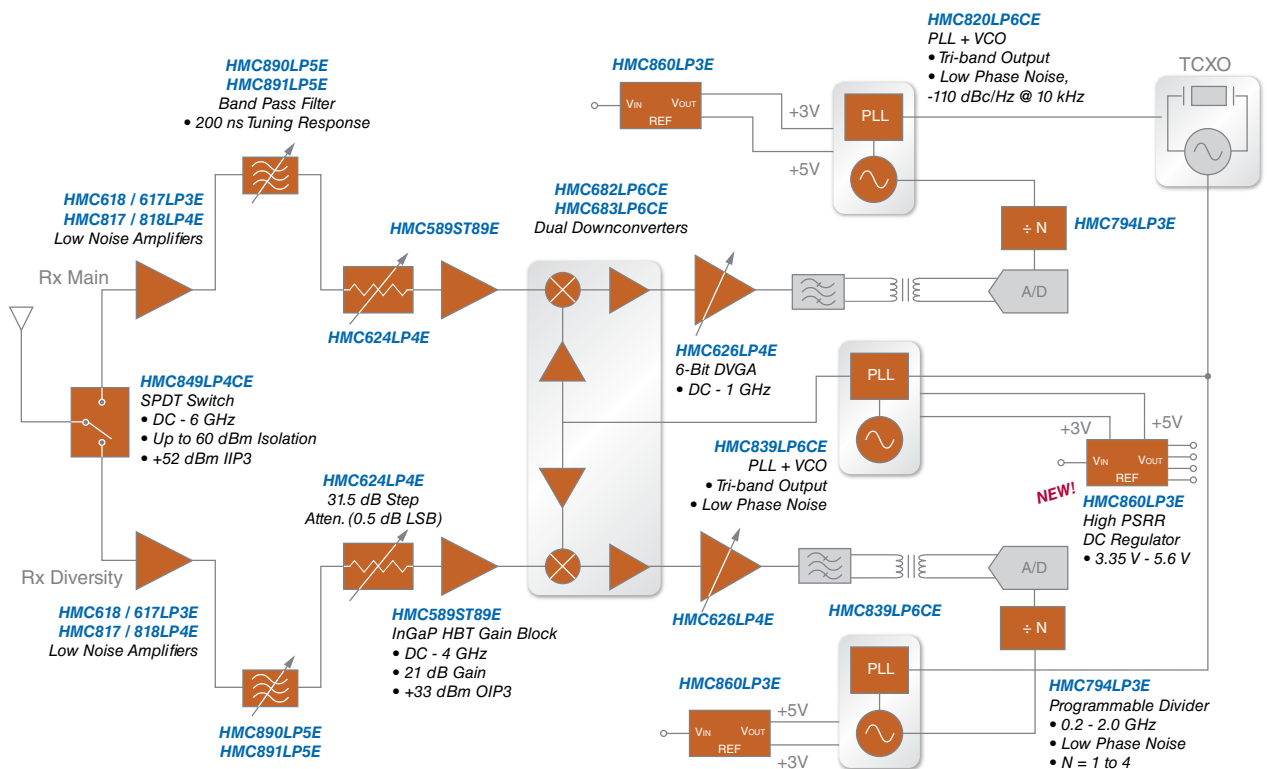 HMC820LP6CE
PLL + VCO
• Tri-band Output
• Low Phase Noise,
-110 dBc/Hz @ 10 kHz
HMC890LP5E
HMC891LP5E
Band Pass Filter
• 200 ns Tuning Response
HMC860LP3E
VIN
VOUT
REF
+3V
+5V
PLL
TCXO
HMC618 / 617LP3E
HMC817 / 818LP4E
Low Noise Amplifiers
Rx Main
HMC589ST89E
HMC624LP4E
HMC682LP6CE
HMC683LP6CE
Dual Downconverters
÷ N
HMC794LP3E
A/D
HMC626LP4E
6-Bit DVGA
• DC - 1 GHz
HMC849LP4CE
SPDT Switch
• DC - 6 GHz
• Up to 60 dBm Isolation
• +52 dBm IIP3
PLL
HMC839LP6CE
PLL + VCO
• Tri-band Output
• Low Phase Noise
+3V
+5V
VIN
VOUT
REF
NEW!
HMC860LP3E
High PSRR
DC Regulator
• 3.35 V - 5.6 V
HMC624LP4E
31.5 dB Step
Atten. (0.5 dB LSB)
Rx Diversity
HMC618 / 617LP3E
HMC817 / 818LP4E
Low Noise Amplifiers
HMC589ST89E
InGaP HBT Gain Block
• DC - 4 GHz
• 21 dB Gain
• +33 dBm OIP3
HMC626LP4E
A/D
÷ N
HMC839LP6CE
PLL
HMC890LP5E
HMC891LP5E
HMC860LP3E
VIN
VOUT
REF
+5V
+3V
HMC794LP3E
Programmable Divider
• 0.2 - 2.0 GHz
• Low Phase Noise
• N = 1 to 4